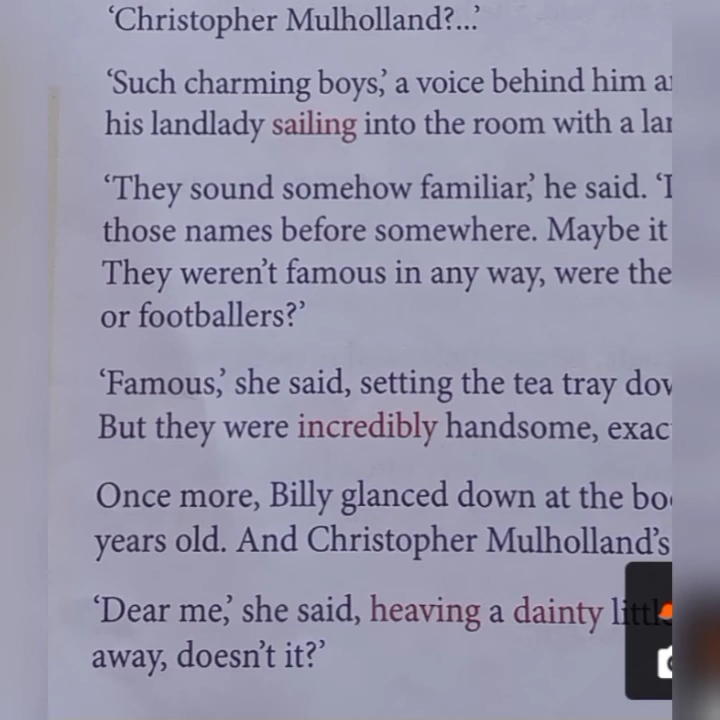 ‘Christopher Mulholland?...’
‘Such charming boys,’ a voice behind him
his landlady sailing into the room with a
‘They sound somehow familiar,’ he said.
those names before somewhere. Maybe it
They weren’t famous in any way, were
or footballers?’
‘Famous,’ she said, setting the tea tray
But they were incredibly handsome,
Once more, Billy glanced down at the
years old. And Christopher Mulholland’s
‘Dear me,’ she said, heaving a dainty little
away, doesn’t it?’